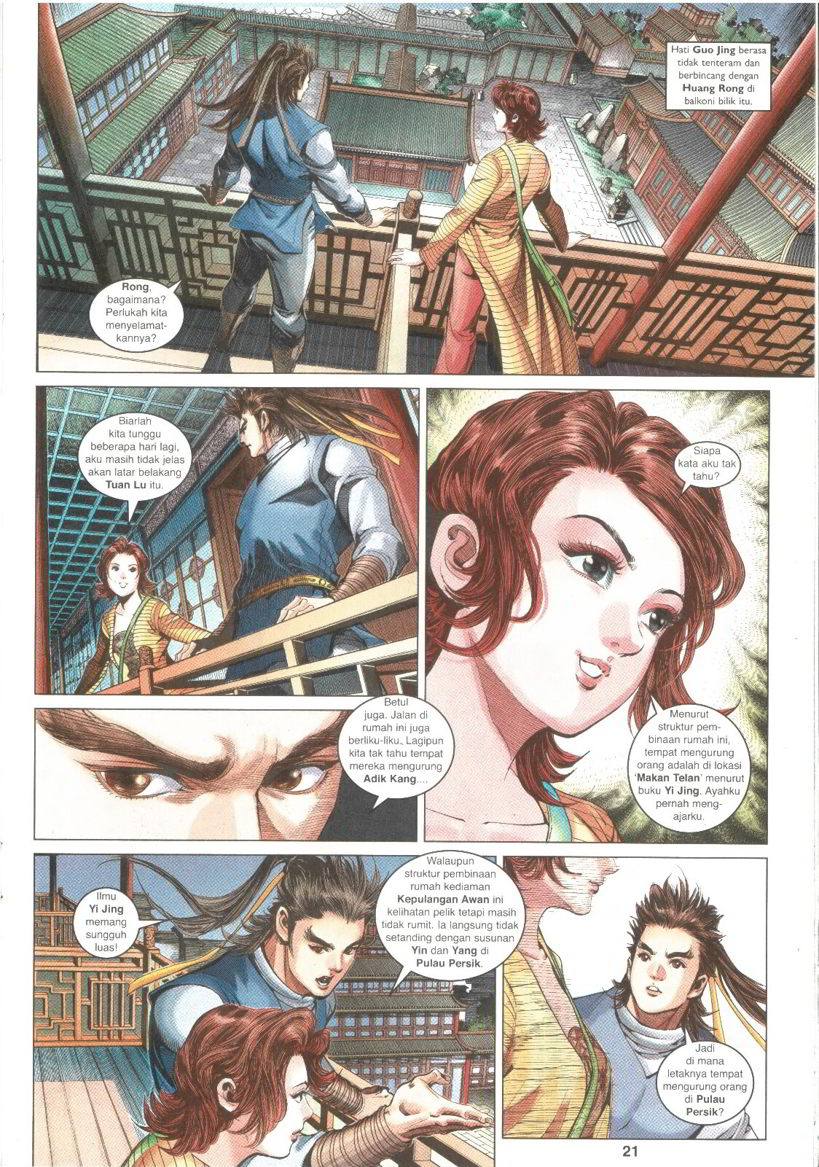 Hati Guo Jing berasa
tidak tenteram dan
berbincang dengan
Huang Rong di
balkoni bilik itu.
Rong,
bagaimana?
Perlukah kita
menyelamat-
kannya?
Biarlah
kita tunggu
beberapa hari lagi,
aku masih tidak jelas
akan latar belakang
Tuan Lu itu.
Betul
juga. Jalan di
rumah ini juga
berliku-liku. Lagipun
kita tak tahu tempat
mereka mengurung
Adik Kang....
Siapa
kata aku tak
tahu?
Menurut
struktur pem-
binaan rumah ini,
tempat mengurung
orang adalah di lokasi
'Makan Telan' menurut
buku Yi Jing. Ayahku
pernah meng-
ajarku.
Ilmu
Yi Jing
memang
sungguh
luas!
Walaupun
struktur pembinaan
rumah kediaman
Kepulangan Awan ini
kelihatan pelik tetapi masih
tidak rumit. Ia langsung tidak
setanding dengan susunan
Yin dan Yang di
Pulau Persik.
Jadi
di mana
letaknya tempat
mengurung orang
di Pulau
Persik?
21